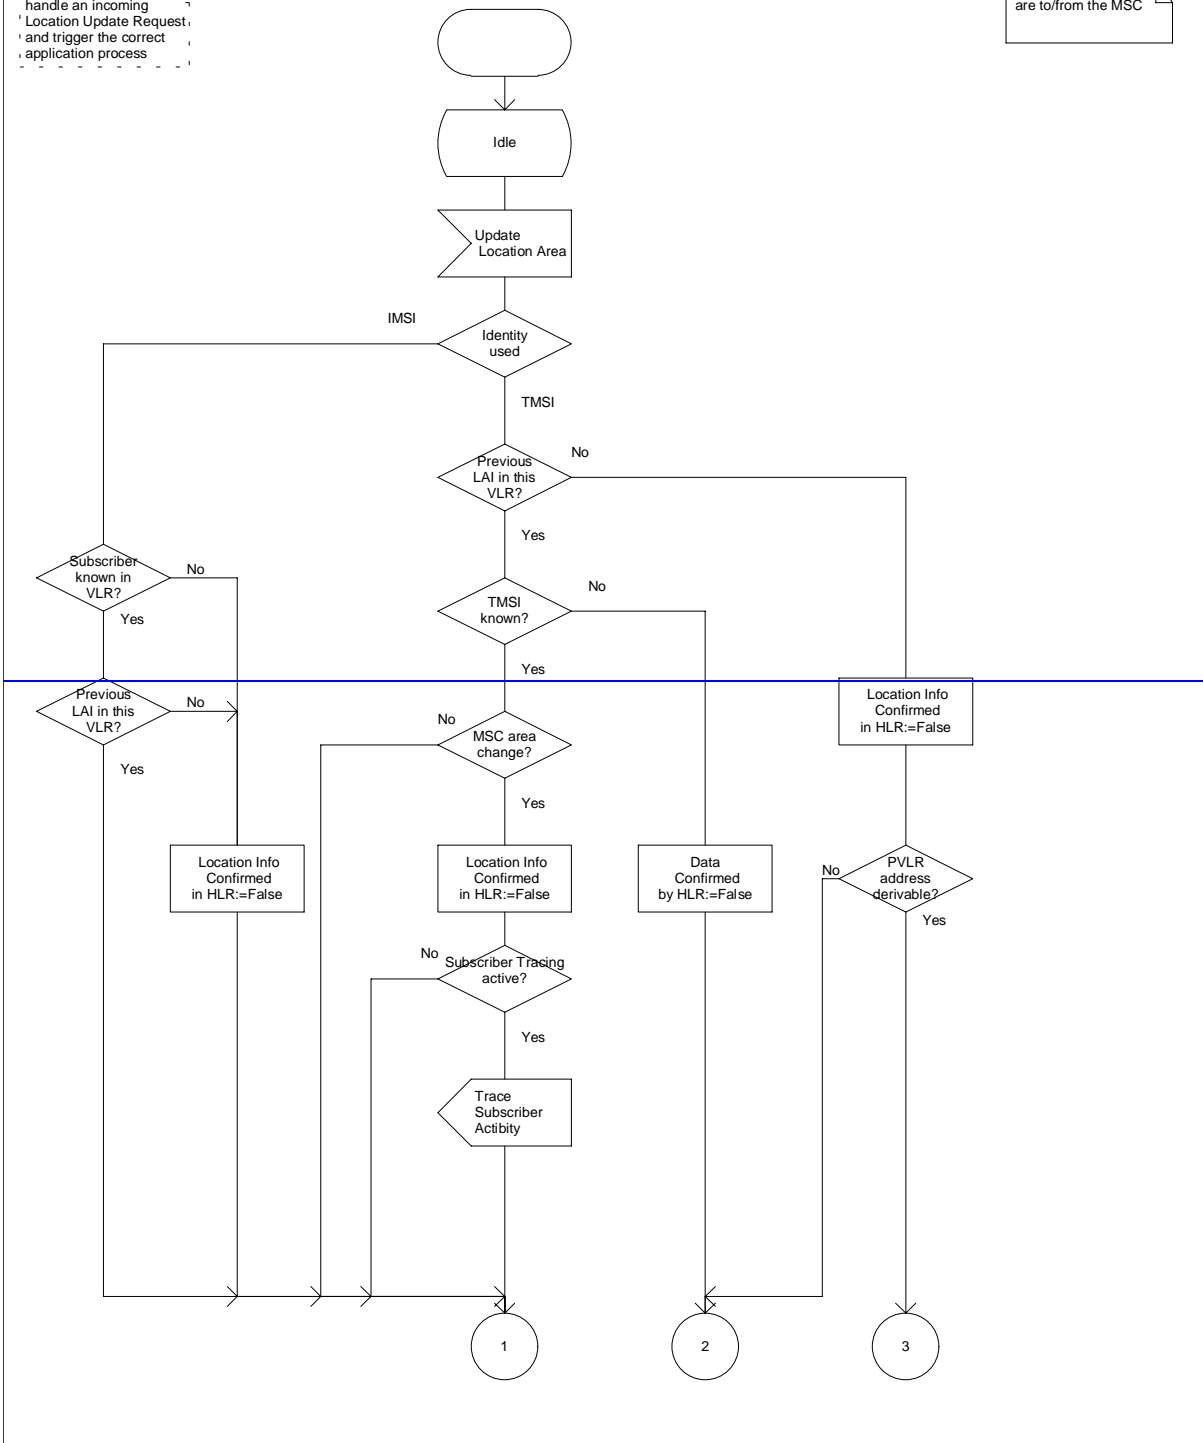 handle an incoming
Location Update Request
and trigger the correct
application process
are to/from the MSC
Idle
Update
Location Area
IMSI
Identity
used
TMSI
Previous
LAI in this
VLR?
No
Yes
Subscriber
known in
VLR?
No
Yes
TMSI
known?
No
Yes
Previous
LAI in this
VLR?
No
Yes
No
MSC area
change?
Yes
Location Info
Confirmed
in HLR:=False
Location Info
Confirmed
in HLR:=False
Location Info
Confirmed
in HLR:=False
Data
Confirmed
by HLR:=False
No
PVLR
address
derivable?
Yes
No
Subscriber Tracing
active?
Yes
Trace
Subscriber
Actibity
1
2
3